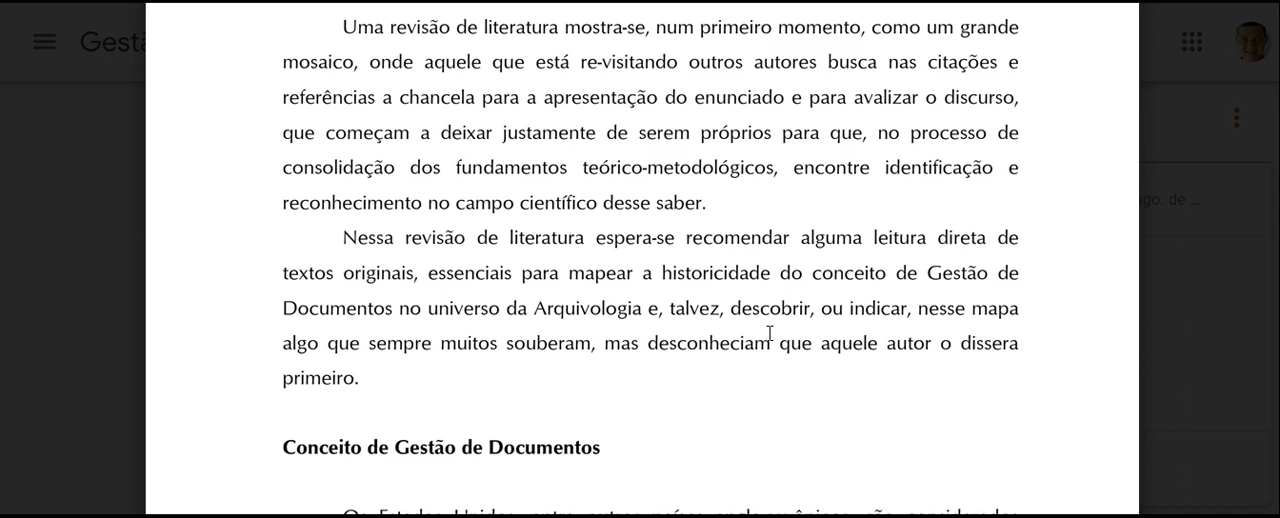 Gestã
Uma revisão de literatura mostra-se, num primeiro momento, como um grande
mosaico, onde aquele que está re-visitando outros autores busca nas citações e
referências a chancela para a apresentação do enunciado e para avalizar o discurso,
que começam a deixar justamente de serem próprios para que, no processo de
consolidação dos fundamentos teórico-metodológicos, encontre identificação e
reconhecimento no campo científico desse saber.
Nessa revisão de literatura espera-se recomendar alguma leitura direta de
textos originais, essenciais para mapear a historicidade do conceito de Gestão de
Documentos no universo da Arquivologia e, talvez, descobrir, ou indicar, nesse mapa
algo que sempre muitos souberam, mas desconheciam que aquele autor o dissera
primeiro.
go. de ...
Conceito de Gestão de Documentos